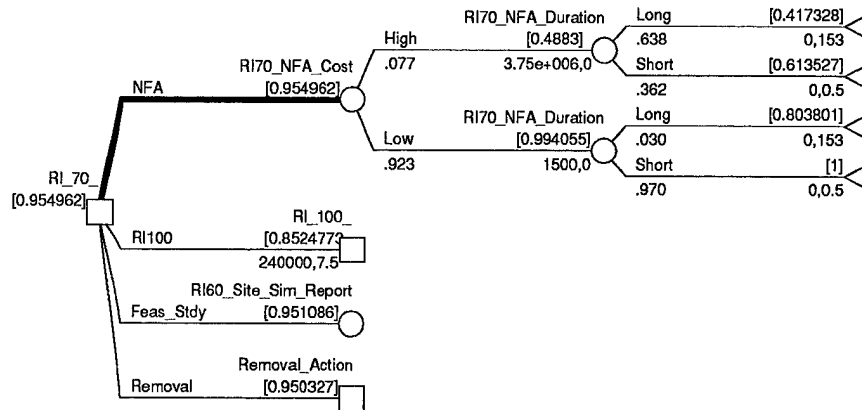 RI70_NFA_Duration
Long [0.417328]
High [0.4883]
.638 0,153
RI70_NFA_Cost
.077 3.75e+006,0
Short [0.613527]
NFA [0.954962]
.362 0,0.5
RI70_NFA_Duration
Long [0.803801]
Low [0.994055]
.030 0,153
.923 1500,0
Short [1]
RI_70_
.970 0,0.5
[0.954962]
RI_100_
RI100 [0.8524773
240000,7.5
RI60_Site_Sim_Report
Feas_Stdy [0.951086]
Removal_Action
Removal [0.950327]